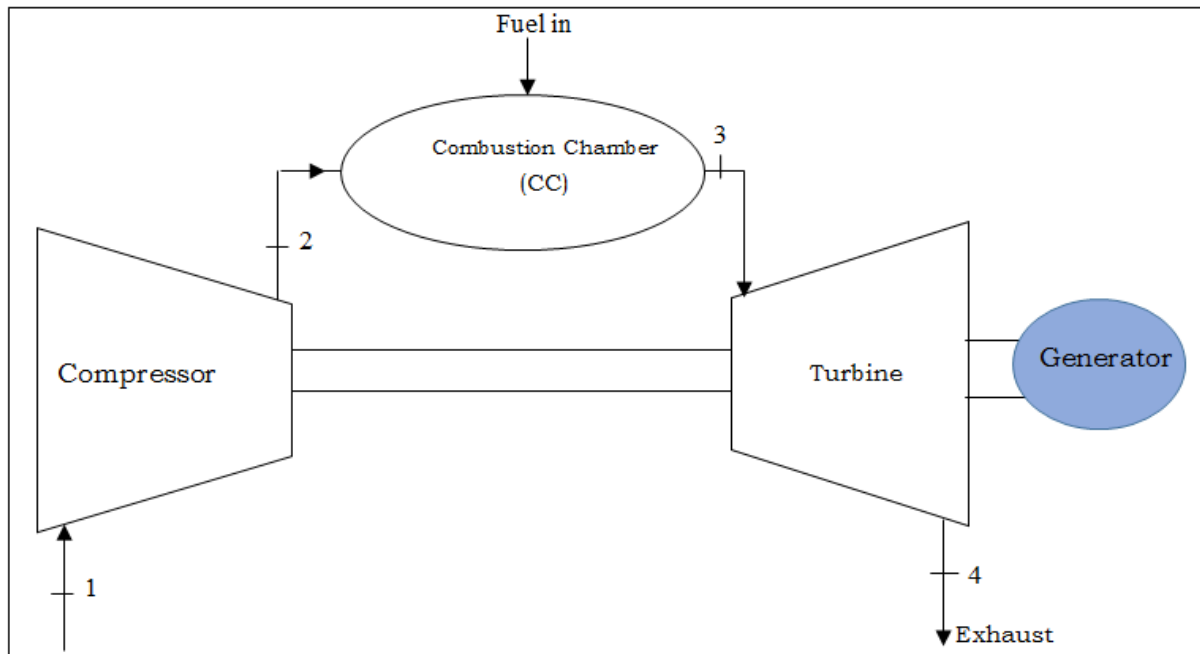 Fuel in
Combustion Chamber
(CC)
3
2
Compressor
Turbine
Generator
1
4
Exhaust